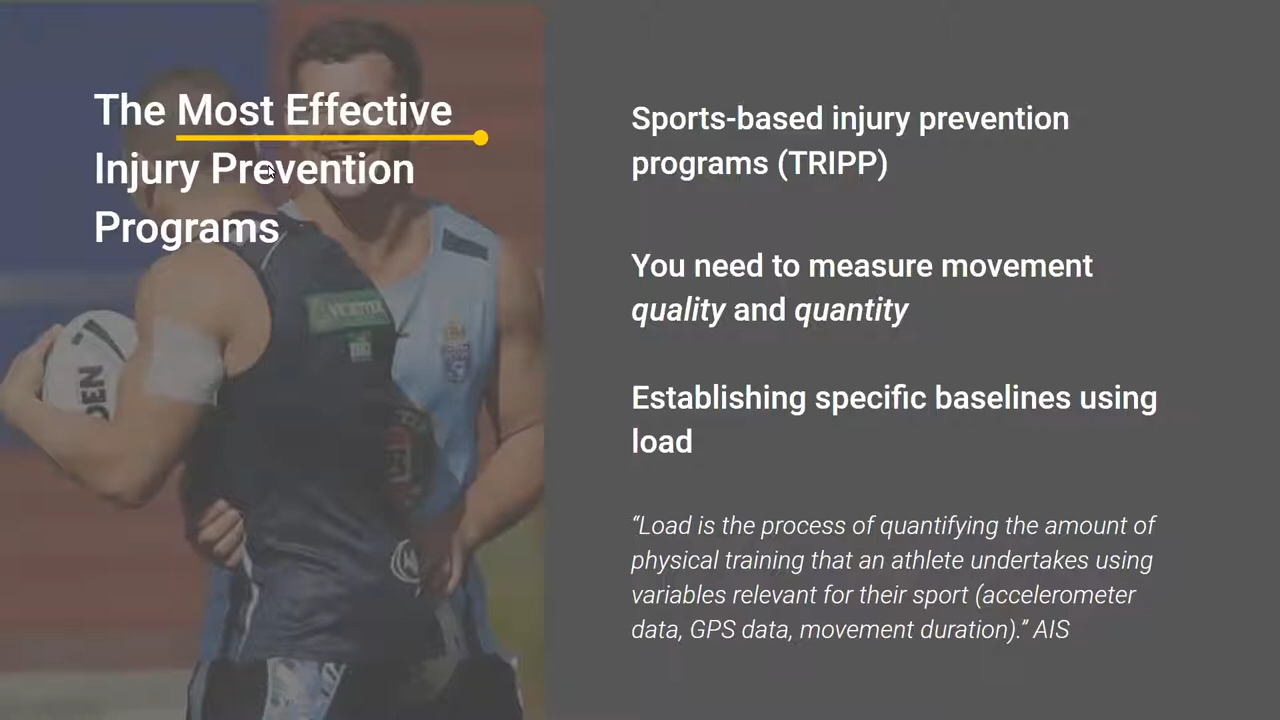 The Most Effective
Injury Prevention
Programs
Sports-based injury prevention
programs (TRIPP)
You need to measure movement
quality and quantity
Establishing specific baselines using
load
“Load is the process of quantifying the amount of
physical training that an athlete undertakes using
variables relevant for their sport (accelerometer
data, GPS data, movement duration).” AIS
DEN